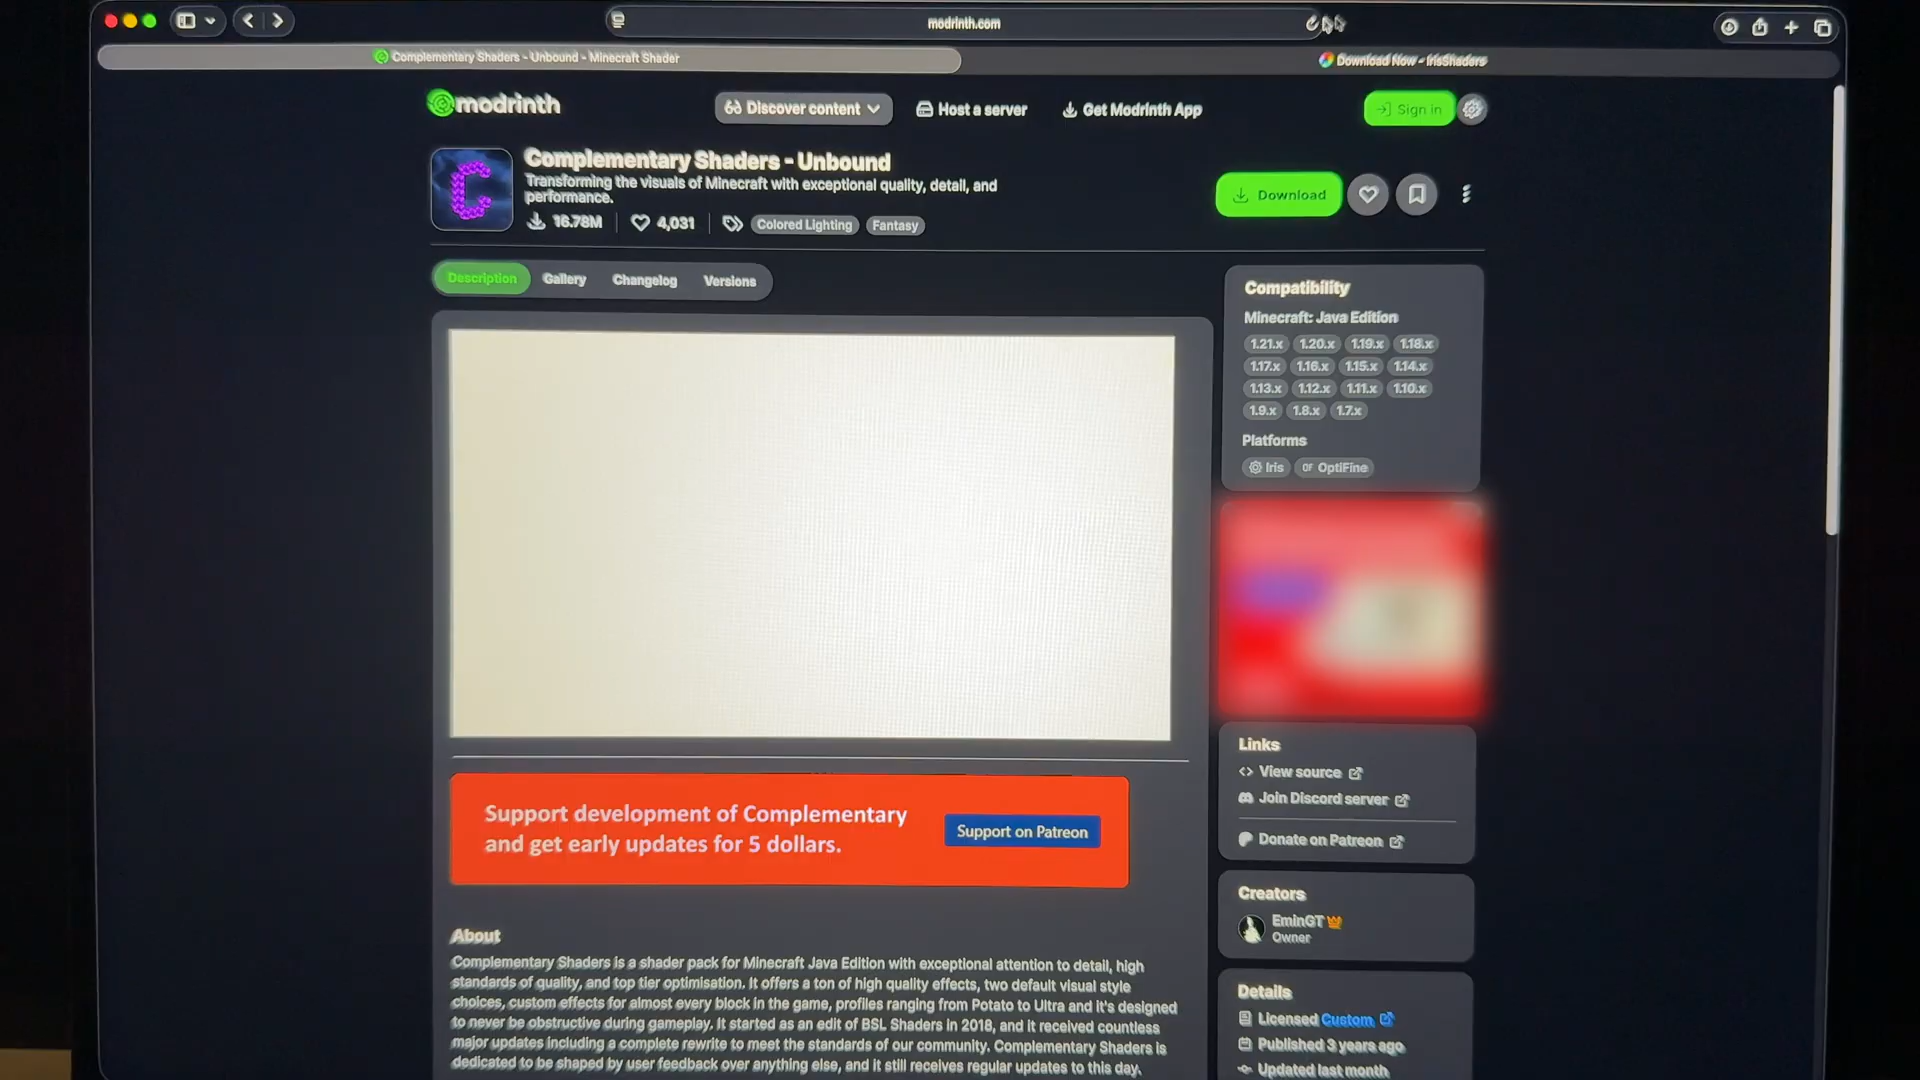 modrinth.com
Complementary Shaders - Unbound - Minecraft Shader
Download Now - IrisShaders
modrinth
Discover content
Host a server
Get Modrinth App
Sign in
Complementary Shaders - Unbound
Transforming the visuals of Minecraft with exceptional quality, detail, and
performance.
16.78M
4,031
Colored Lighting
Fantasy
Download
Description
Gallery
Changelog
Versions
Compatibility
Minecraft: Java Edition
1.21.x 1.20.x 1.19.x 1.18.x
1.17.x 1.16.x 1.15.x 1.14.x
1.13.x 1.12.x 1.11.x 1.10.x
1.9.x 1.8.x 1.7.x
Platforms
Iris OF OptiFine
Support development of Complementary
and get early updates for 5 dollars.
Support on Patreon
Links
View source
Join Discord server
Donate on Patreon
Creators
EminGT
Owner
Details
Licensed Custom
Published 3 years ago
Updated last month
About
Complementary Shaders is a shader pack for Minecraft Java Edition with exceptional attention to detail, high
standards of quality, and top tier optimisation. It offers a ton of high quality effects, two default visual style
choices, custom effects for almost every block in the game, profiles ranging from Potato to Ultra and it's designed
to never be obstructive during gameplay. It started as an edit of BSL Shaders in 2018, and it received countless
major updates including a complete rewrite to meet the standards of our community. Complementary Shaders is
dedicated to be shaped by user feedback over anything else, and it still receives regular updates to this day.